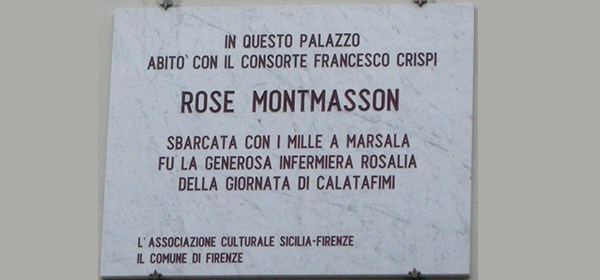 IN QUESTO PALAZZO
ABITO' CON IL CONSORTE FRANCESCO CRISPI
ROSE MONTMASSON
SBARCATA CON I MILLE A MARSALA
FU LA GENEROSA INFERMIERA ROSALIA
DELLA GIORNATA DI CALATAFIMI
L'ASSOCIAZIONE CULTURALE SICILIA-FIRENZE
IL COMUNE DI FIRENZE